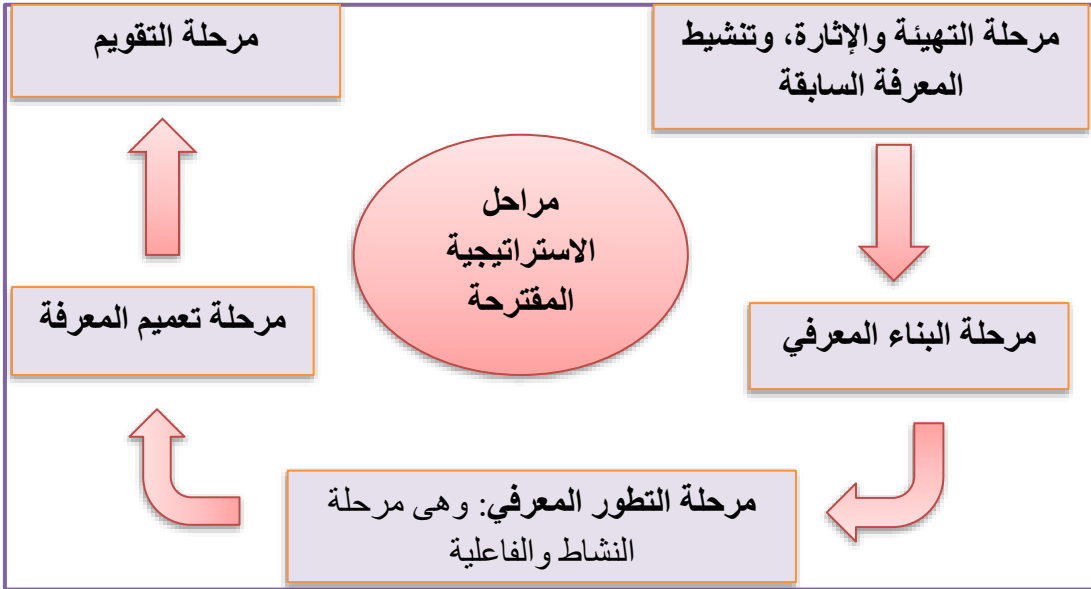 مرحلة التهيئة والإثارة، وتنشيط
المعرفة السابقة
مرحلة التقويم
مراحل
الاستراتيجية
المقترحة
مرحلة البناء المعرفي
مرحلة تعميم المعرفة
مرحلة التطور المعرفي: وهى مرحلة
النشاط والفاعلية